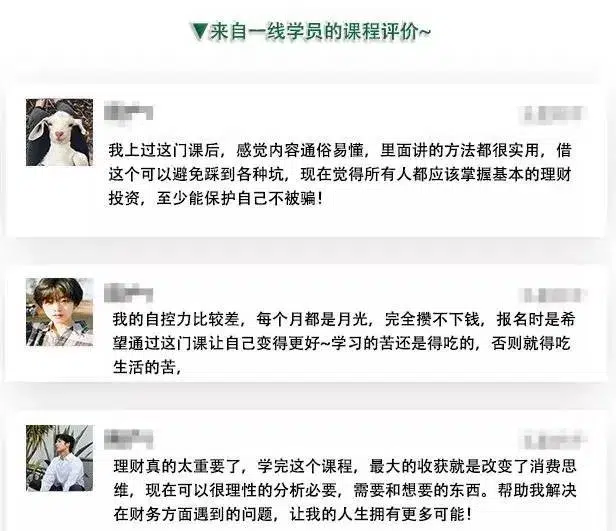 ▼来自一线学员的课程评价~
我上过这门课后，感觉内容通俗易懂，里面讲的方法都很实用，借
这个可以避免踩到各种坑，现在觉得所有人都应该掌握基本的理财
投资，至少能保护自己不被骗！
我的自控力比较差，每个月都是月光，完全攒不下钱，报名时是希
望通过这门课让自己变得更好~学习的苦还是得吃的，否则就得吃
生活的苦，
理财真的太重要了，学完这个课程，最大的收获就是改变了消费思
维，现在可以很理性的分析必要，需要和想要的东西。帮助我解决
在财务方面遇到的问题，让我的人生拥有更多可能！